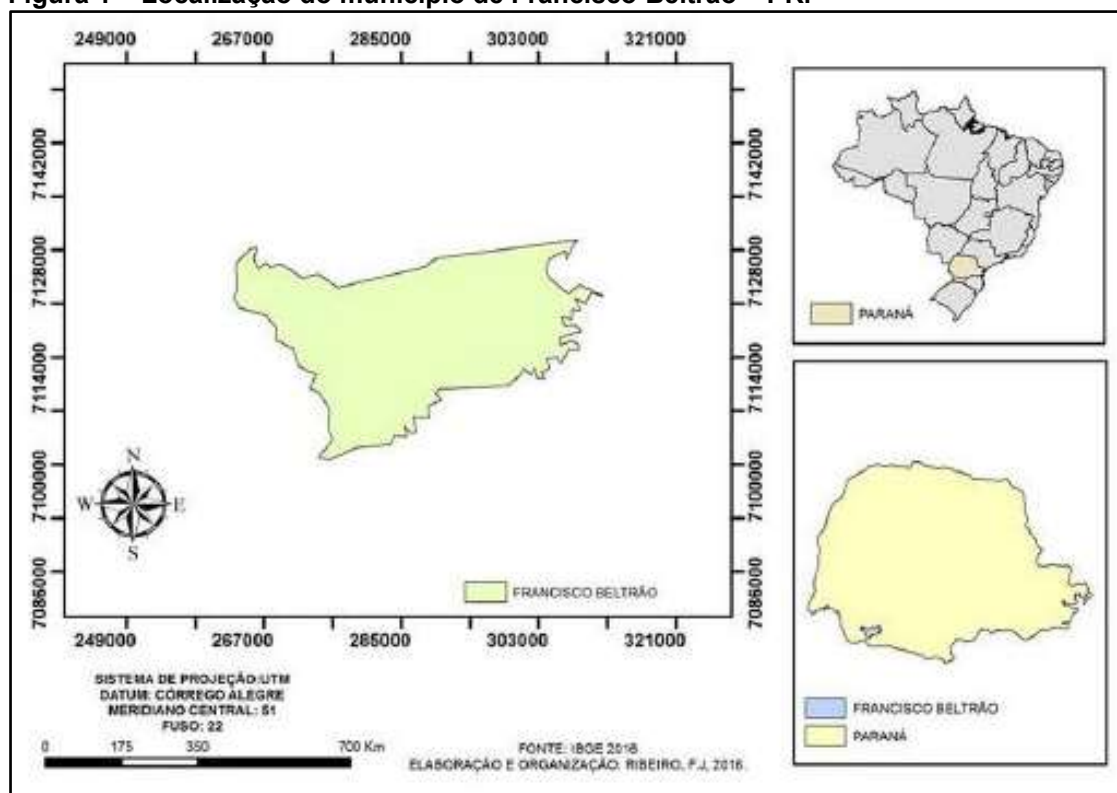 Figura 1 – Localização do município de Francisco Beltrão – PR.
249000 267000 285000 303000 321000
7142000
7128000
7114000
7100000
7086000
7142000
7128000
7114000
7100000
7086000
N
W E
S
FRANCISCO BELTRÃO
249000 267000 285000 303000 321000
SISTEMA DE PROJEÇÃO:UTM
DATUM: CÓRREGO ALEGRE
MERIDIANO CENTRAL: 51
FUSO: 22
0 175 350 700 Km
FONTE: IBGE 2016
ELABORAÇÃO E ORGANIZAÇÃO: RIBEIRO, F.J, 2016.
PARANÁ
FRANCISCO BELTRÃO
PARANÁ